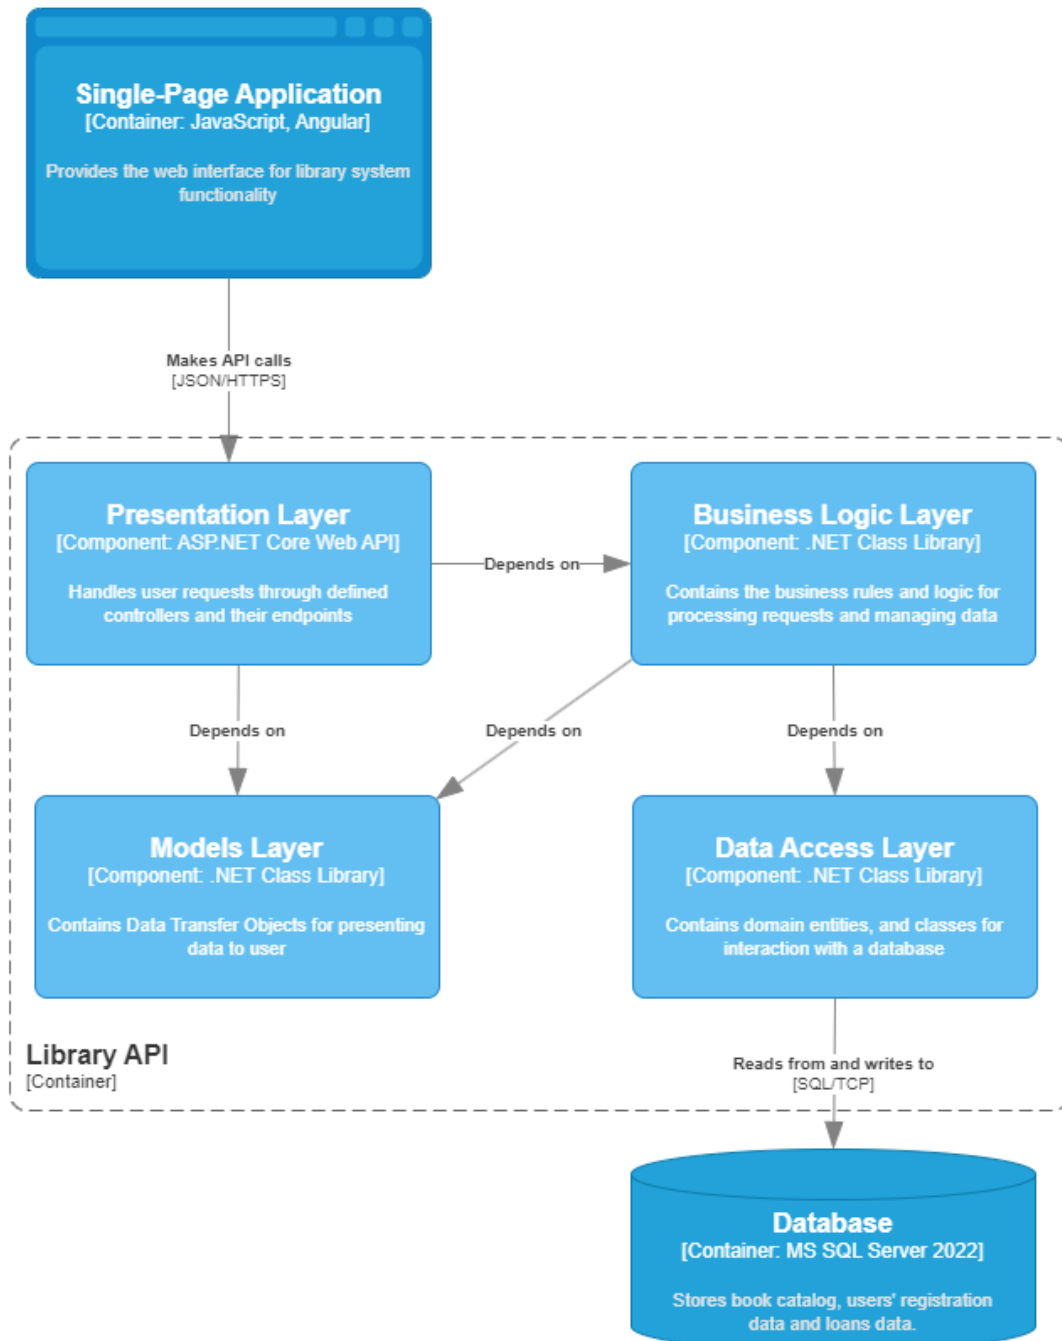 Single-Page Application
[Container: JavaScript, Angular]
Provides the web interface for library system
functionality
Makes API calls
[JSON/HTTPS]
Presentation Layer
[Component: ASP.NET Core Web API]
Handles user requests through defined
controllers and their endpoints
Depends on
Business Logic Layer
[Component: .NET Class Library]
Contains the business rules and logic for
processing requests and managing data
Depends on
Depends on
Depends on
Models Layer
[Component: .NET Class Library]
Contains Data Transfer Objects for presenting
data to user
Data Access Layer
[Component: .NET Class Library]
Contains domain entities, and classes for
interaction with a database
Library API
[Container]
Reads from and writes to
[SQL/TCP]
Database
[Container: MS SQL Server 2022]
Stores book catalog, users' registration
data and loans data.